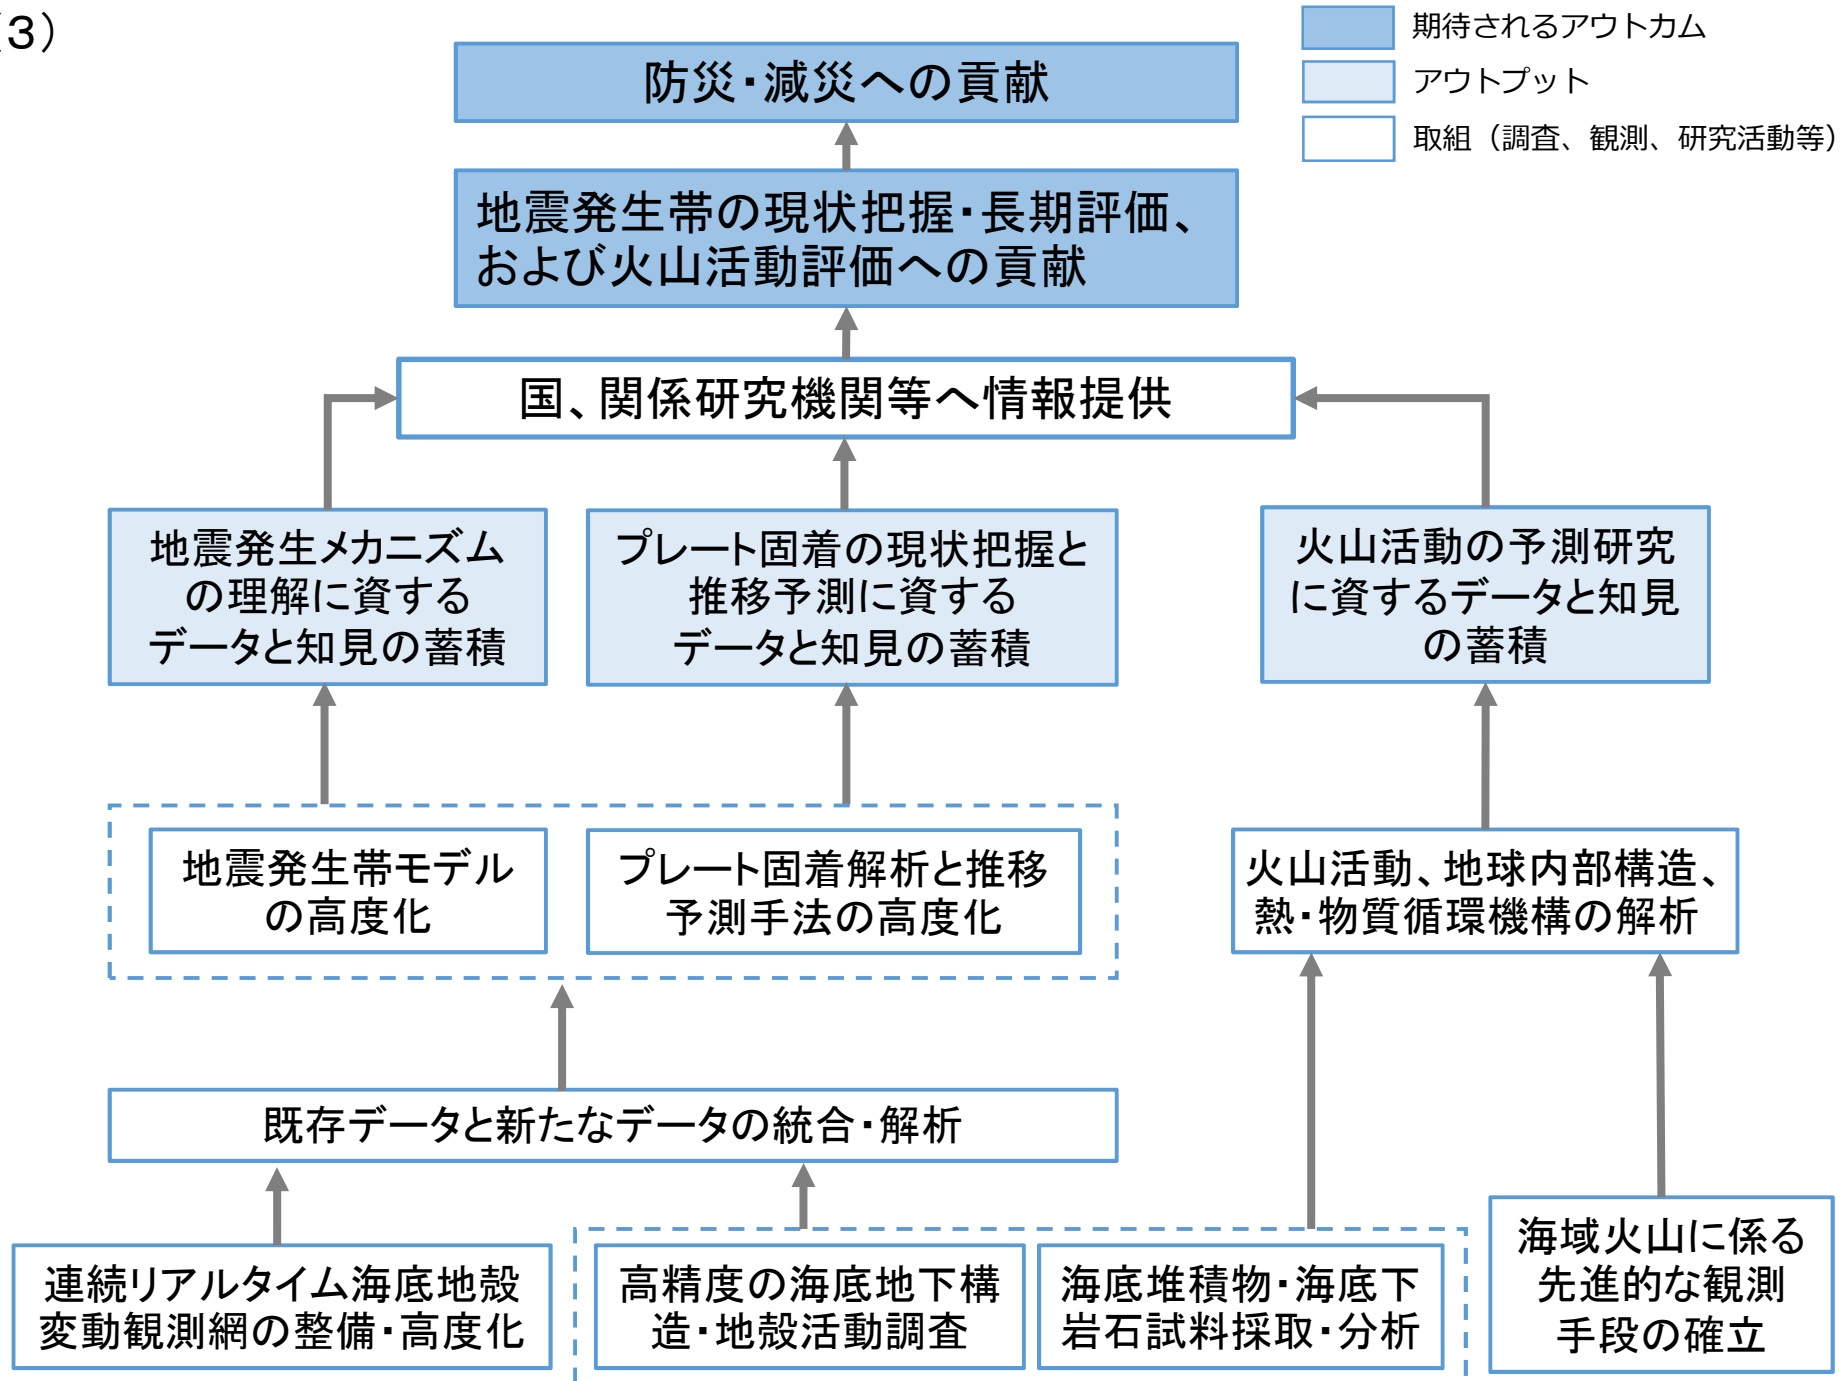 （３）
期待されるアウトカム
アウトプット
取組（調査、観測、研究活動等）
防災・減災への貢献
地震発生帯の現状把握・長期評価、
および火山活動評価への貢献
国、関係研究機関等へ情報提供
地震発生メカニズム
の理解に資する
データと知見の蓄積
プレート固着の現状把握と
推移予測に資する
データと知見の蓄積
火山活動の予測研究
に資するデータと知見
の蓄積
地震発生帯モデル
の高度化
プレート固着解析と推移
予測手法の高度化
火山活動、地球内部構造、
熱・物質循環機構の解析
既存データと新たなデータの統合・解析
連続リアルタイム海底地殻
変動観測網の整備・高度化
高精度の海底地下構
造・地殻活動調査
海底堆積物・海底下
岩石試料採取・分析
海域火山に係る
先進的な観測
手段の確立